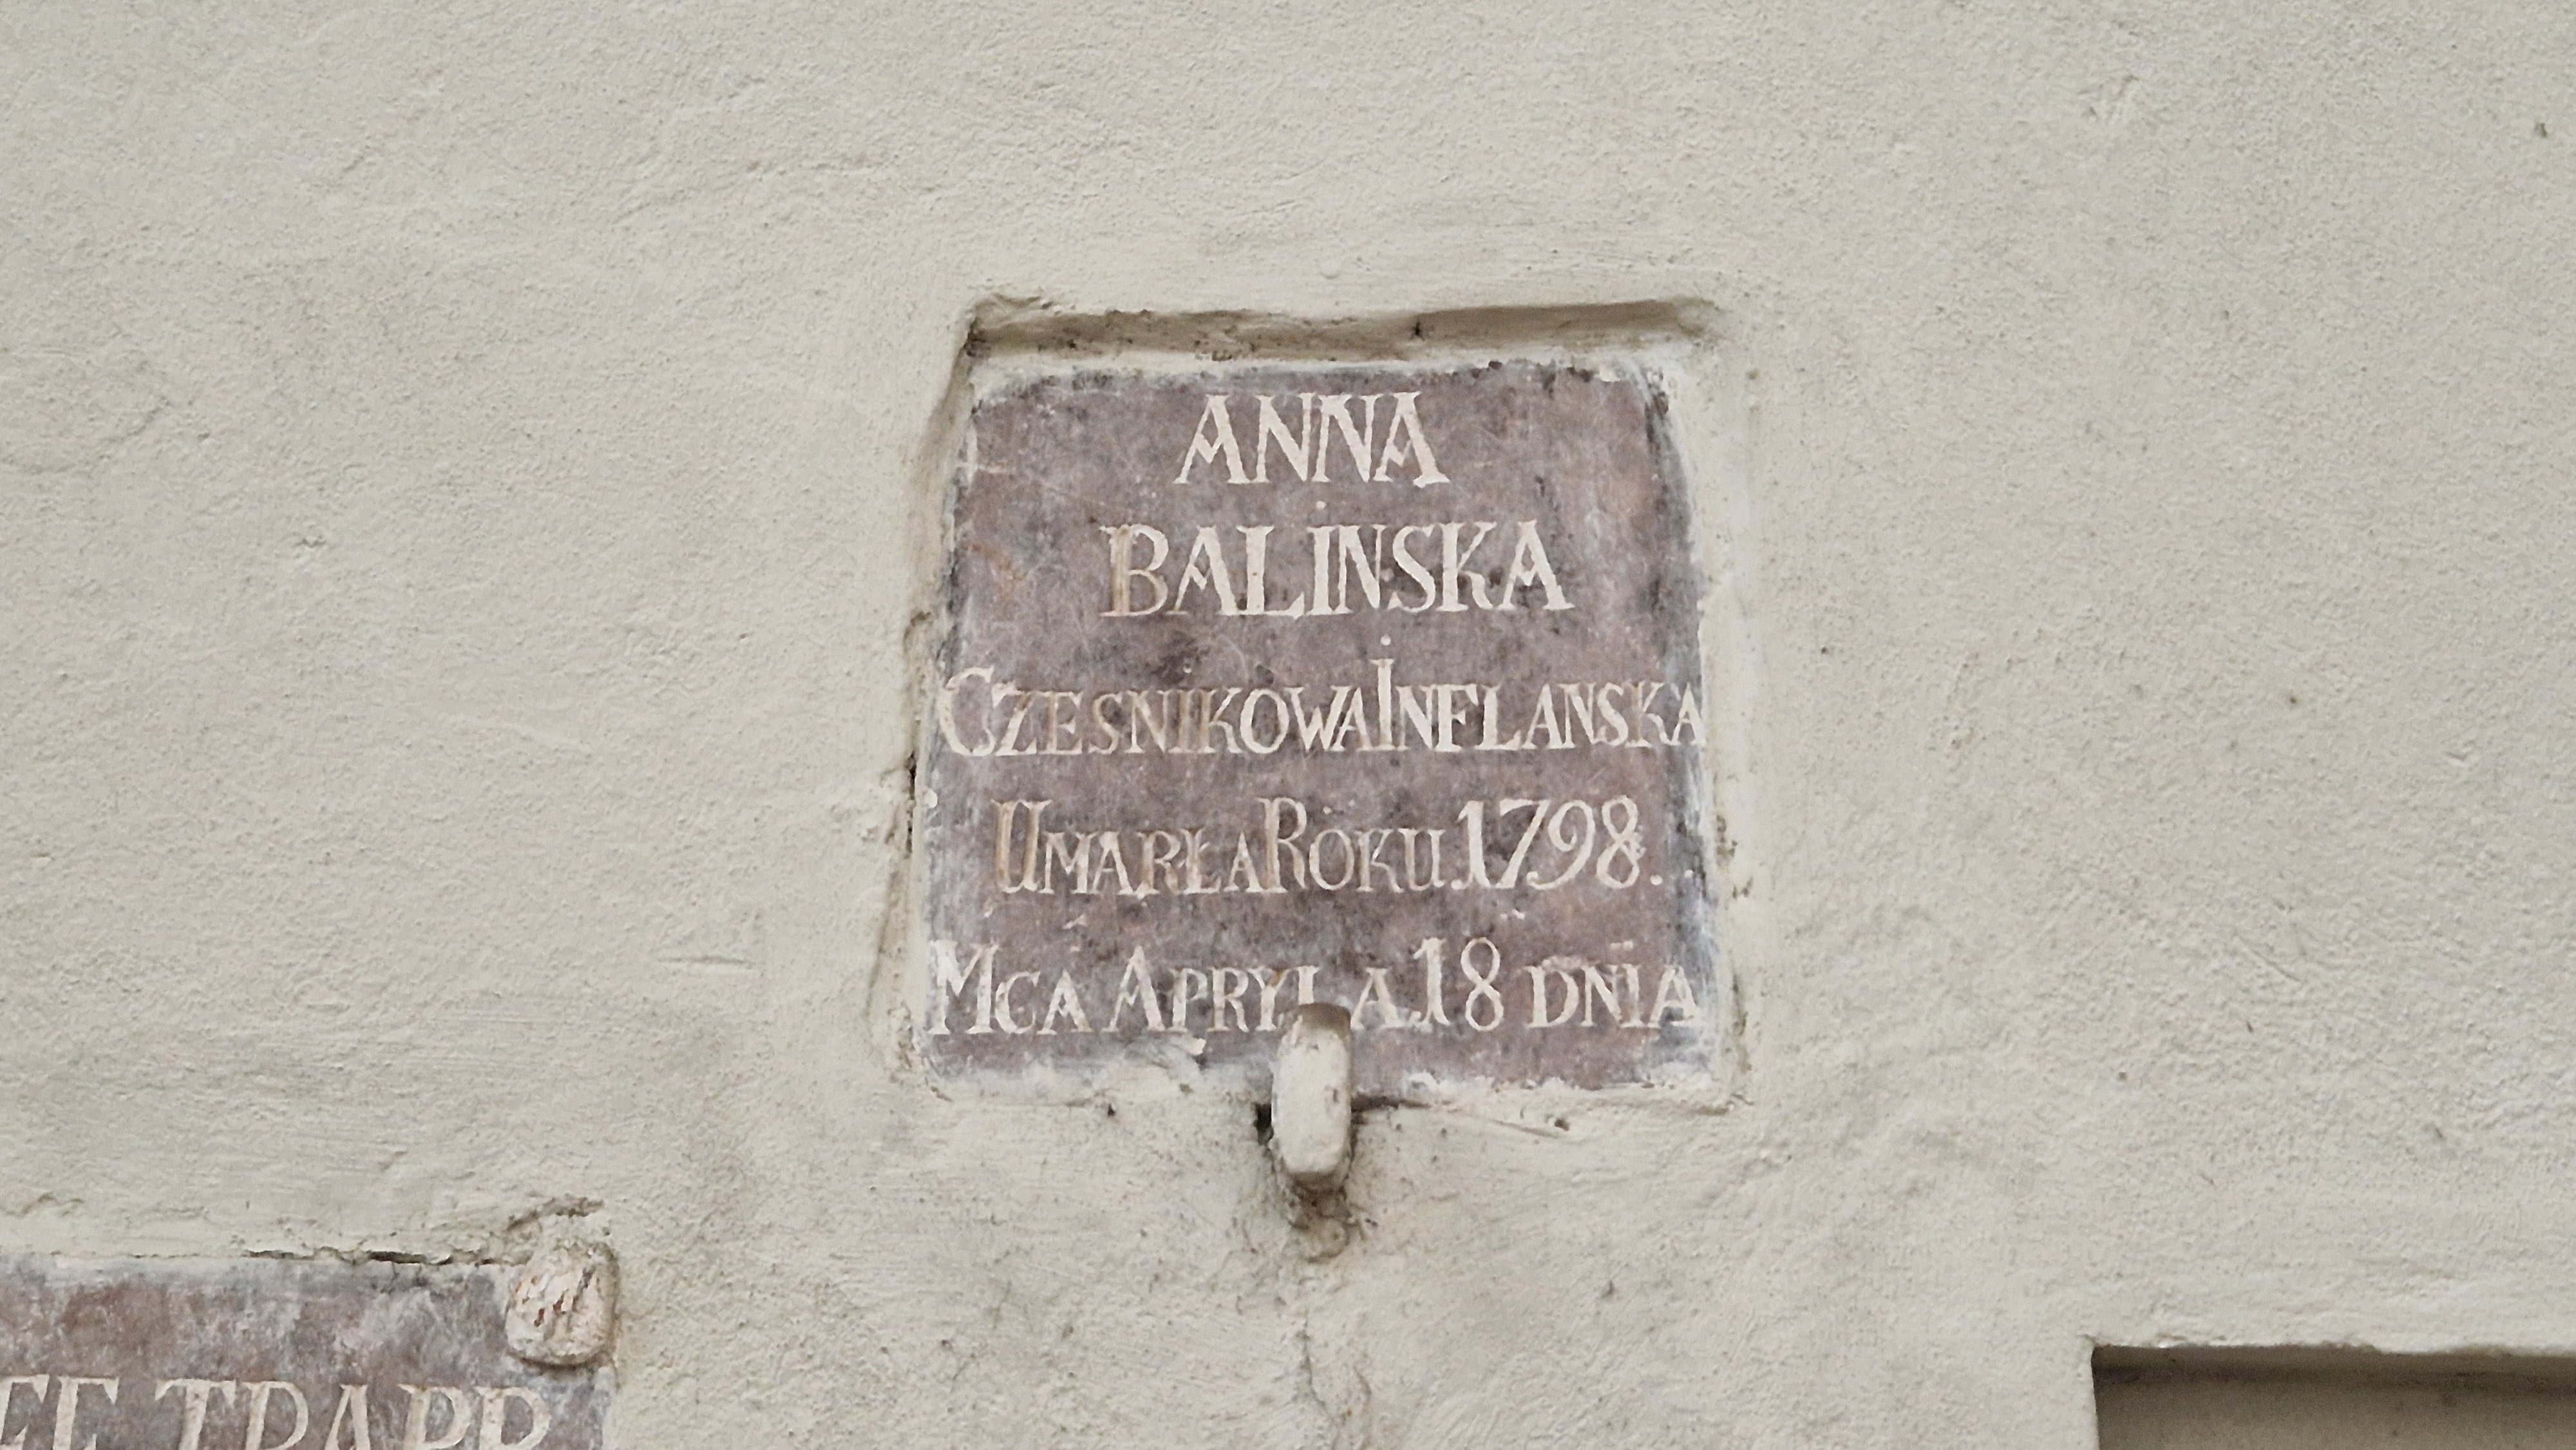 ANNA
BALINSKA
CZESNIKOWA INFLANSKA
UMARŁA ROKU. 1798.
MCA APRYLA. 18 DNIA